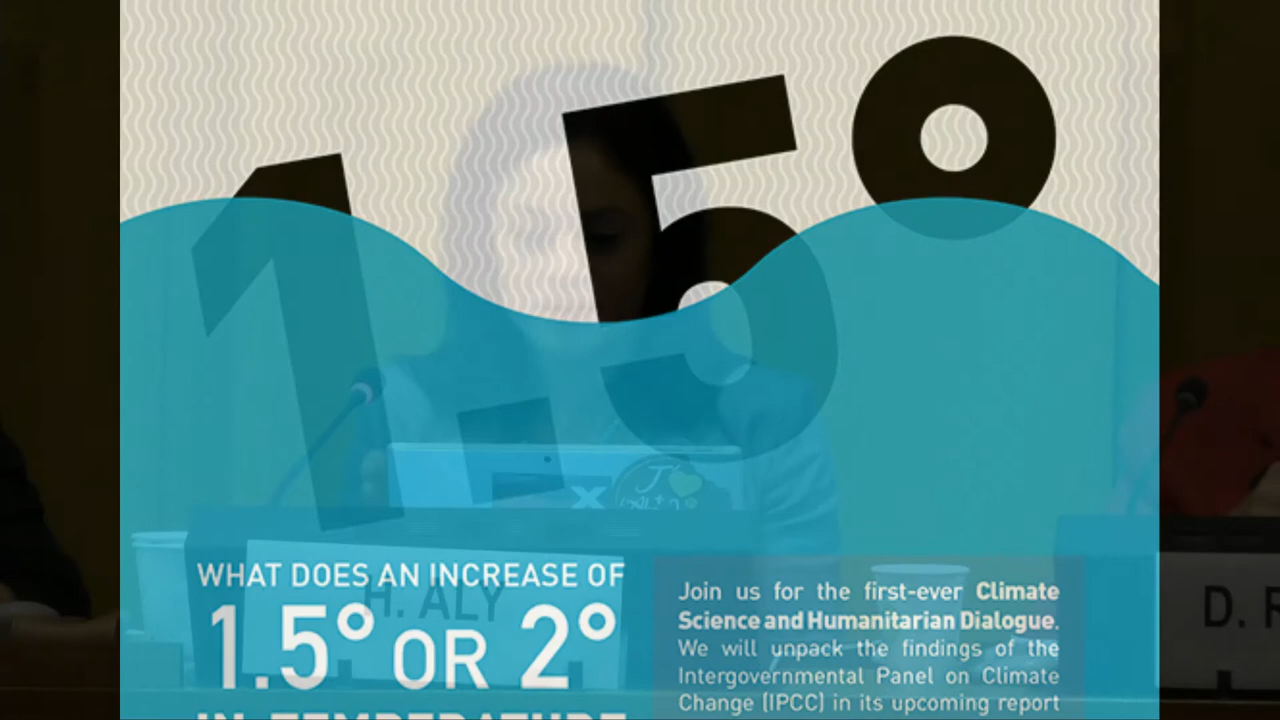 1.5°
J'
H. ALY
WHAT DOES AN INCREASE OF
1.5° OR 2°
IN TEMPERATURE
Join us for the first-ever Climate
Science and Humanitarian Dialogue.
We will unpack the findings of the
Intergovernmental Panel on Climate
Change (IPCC) in its upcoming report
D.